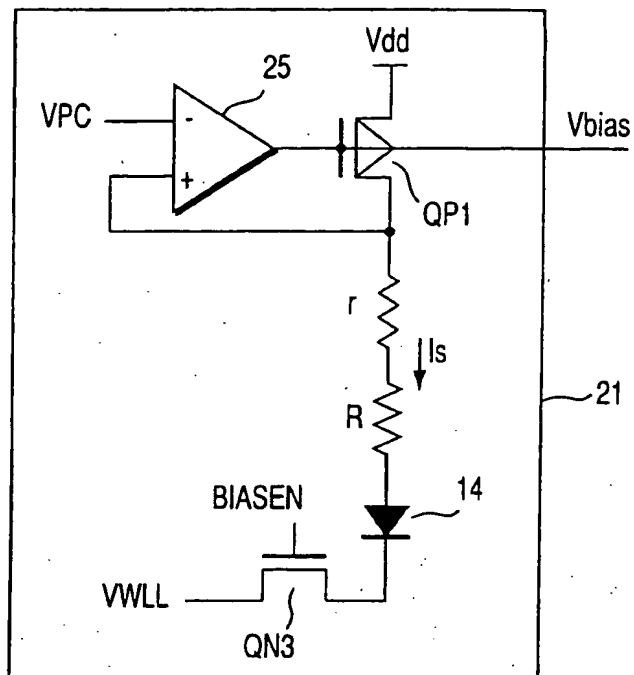 Vdd
25
VPC
-
+
Vbias
QP1
r
Is
R
21
14
BIASEN
VWLL
QN3